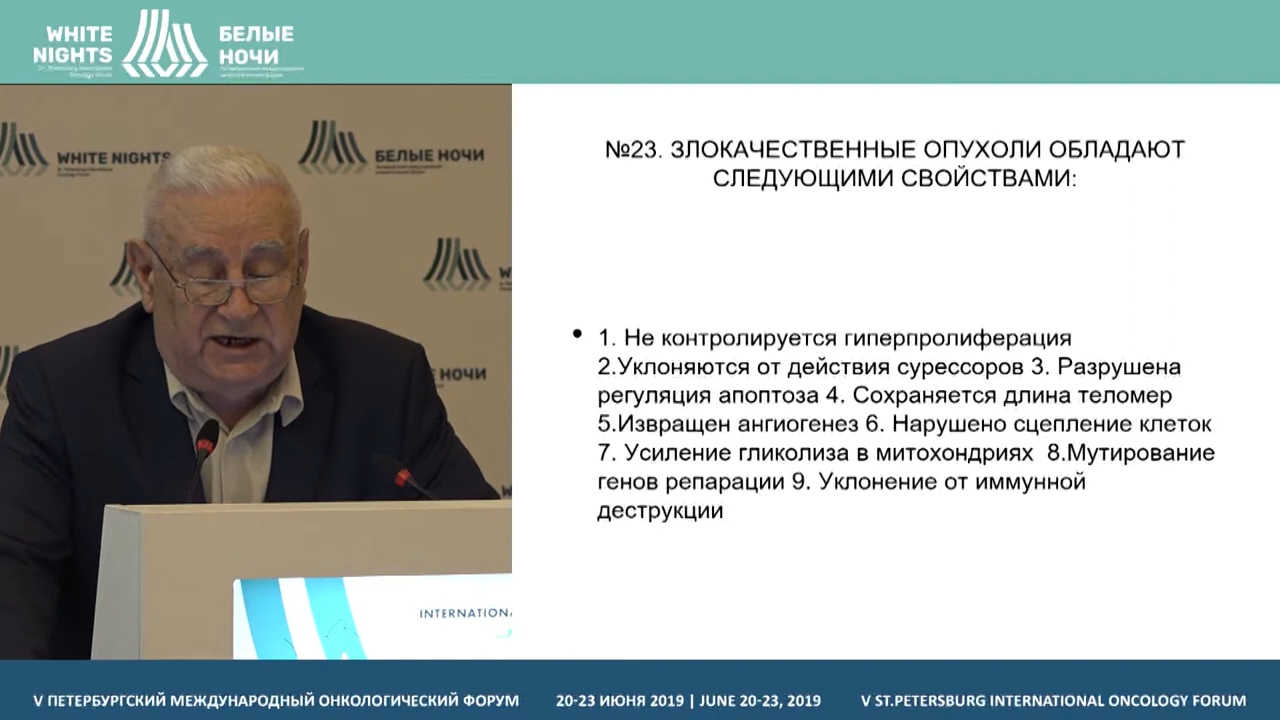 WHITE
NIGHTS
БЕЛЫЕ
НОЧИ
WHITE NIGHTS
БЕЛЫЕ НОЧИ
W
НОЧИ
INTERNATIONA
№23. ЗЛОКАЧЕСТВЕННЫЕ ОПУХОЛИ ОБЛАДАЮТ
СЛЕДУЮЩИМИ СВОЙСТВАМИ:
• 1. Не контролируется гиперпролиферация
2.Уклоняются от действия сурессоров 3. Разрушена
регуляция апоптоза 4. Сохраняется длина теломер
5.Извращен ангиогенез 6. Нарушено сцепление клеток
7. Усиление гликолиза в митохондриях 8.Мутирование
генов репарации 9. Уклонение от иммунной
деструкции
V ПЕТЕРБУРГСКИЙ МЕЖДУНАРОДНЫЙ ОНКОЛОГИЧЕСКИЙ ФОРУМ 20-23 ИЮНЯ 2019 | JUNE 20-23, 2019 V ST.PETERSBURG INTERNATIONAL ONCOLOGY FORUM